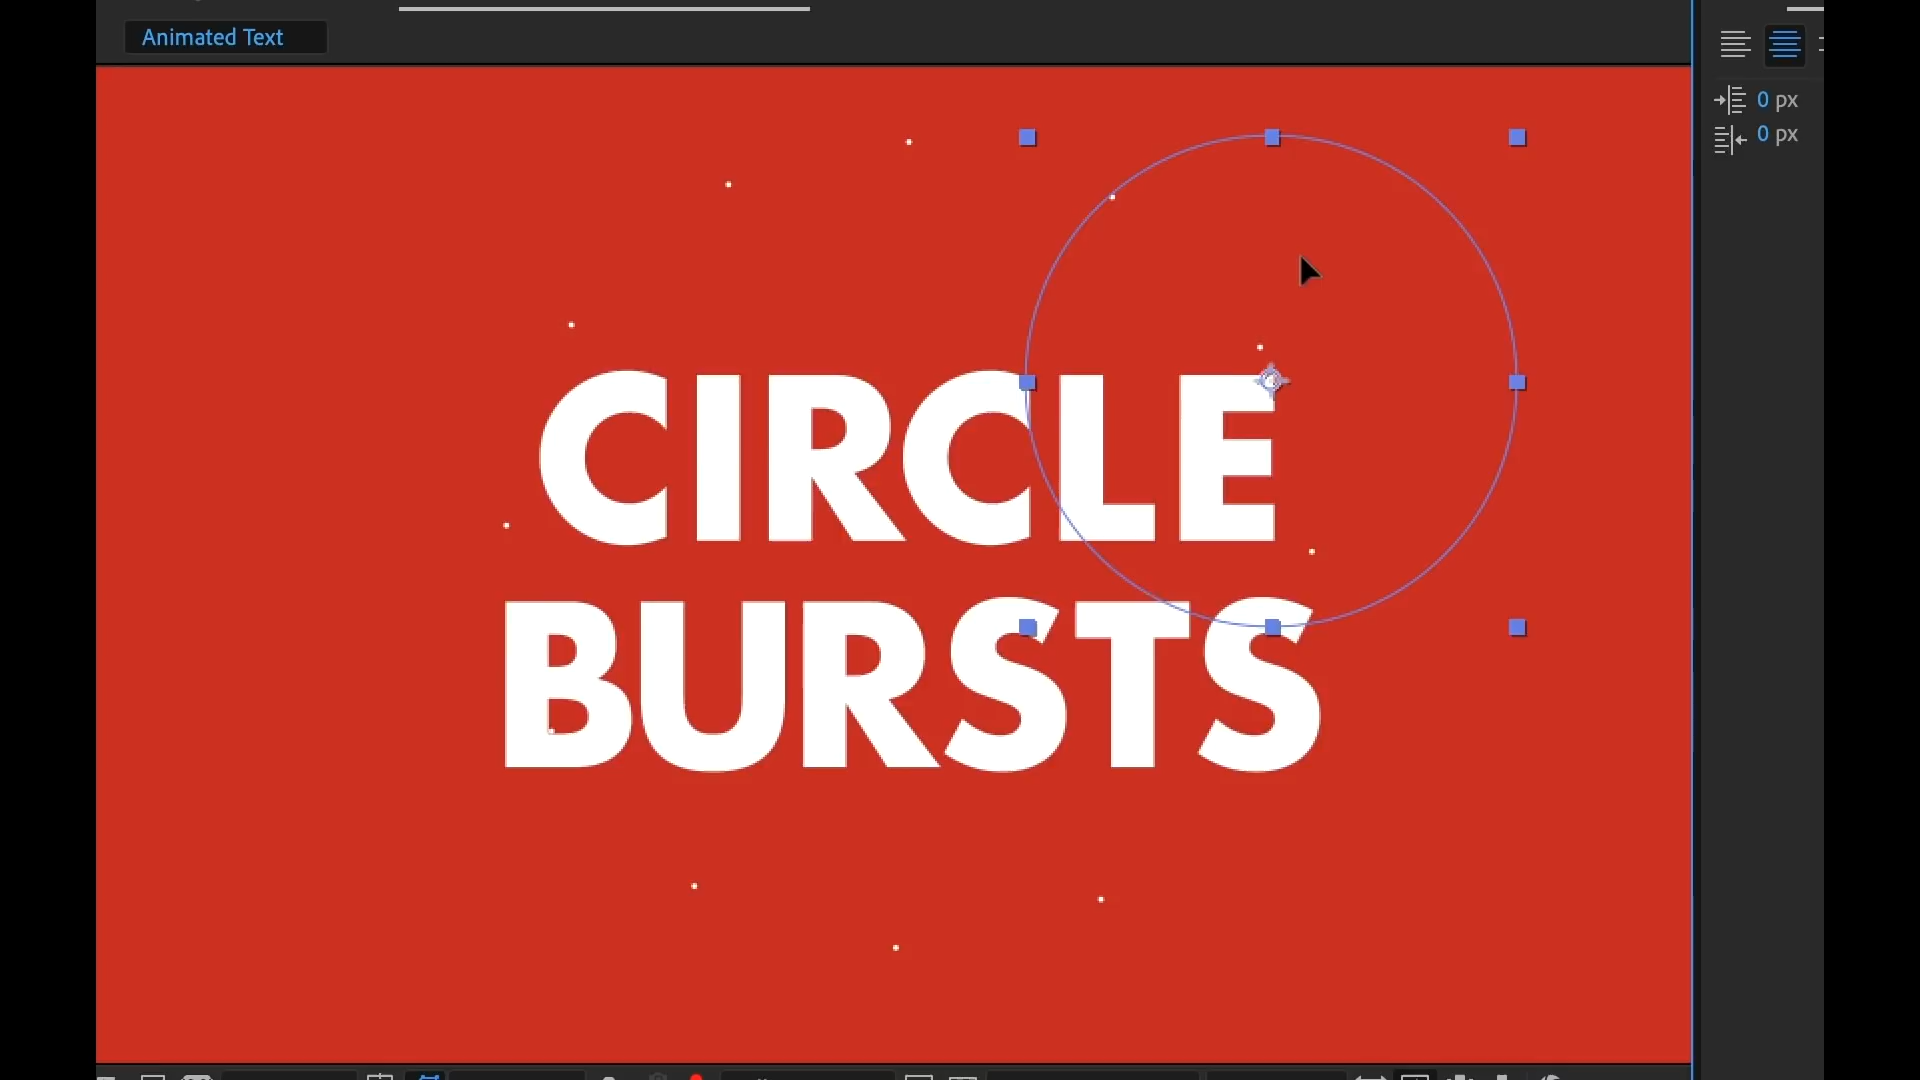 Animated Text
0 px
0 px
CIRCLE
BURSTS